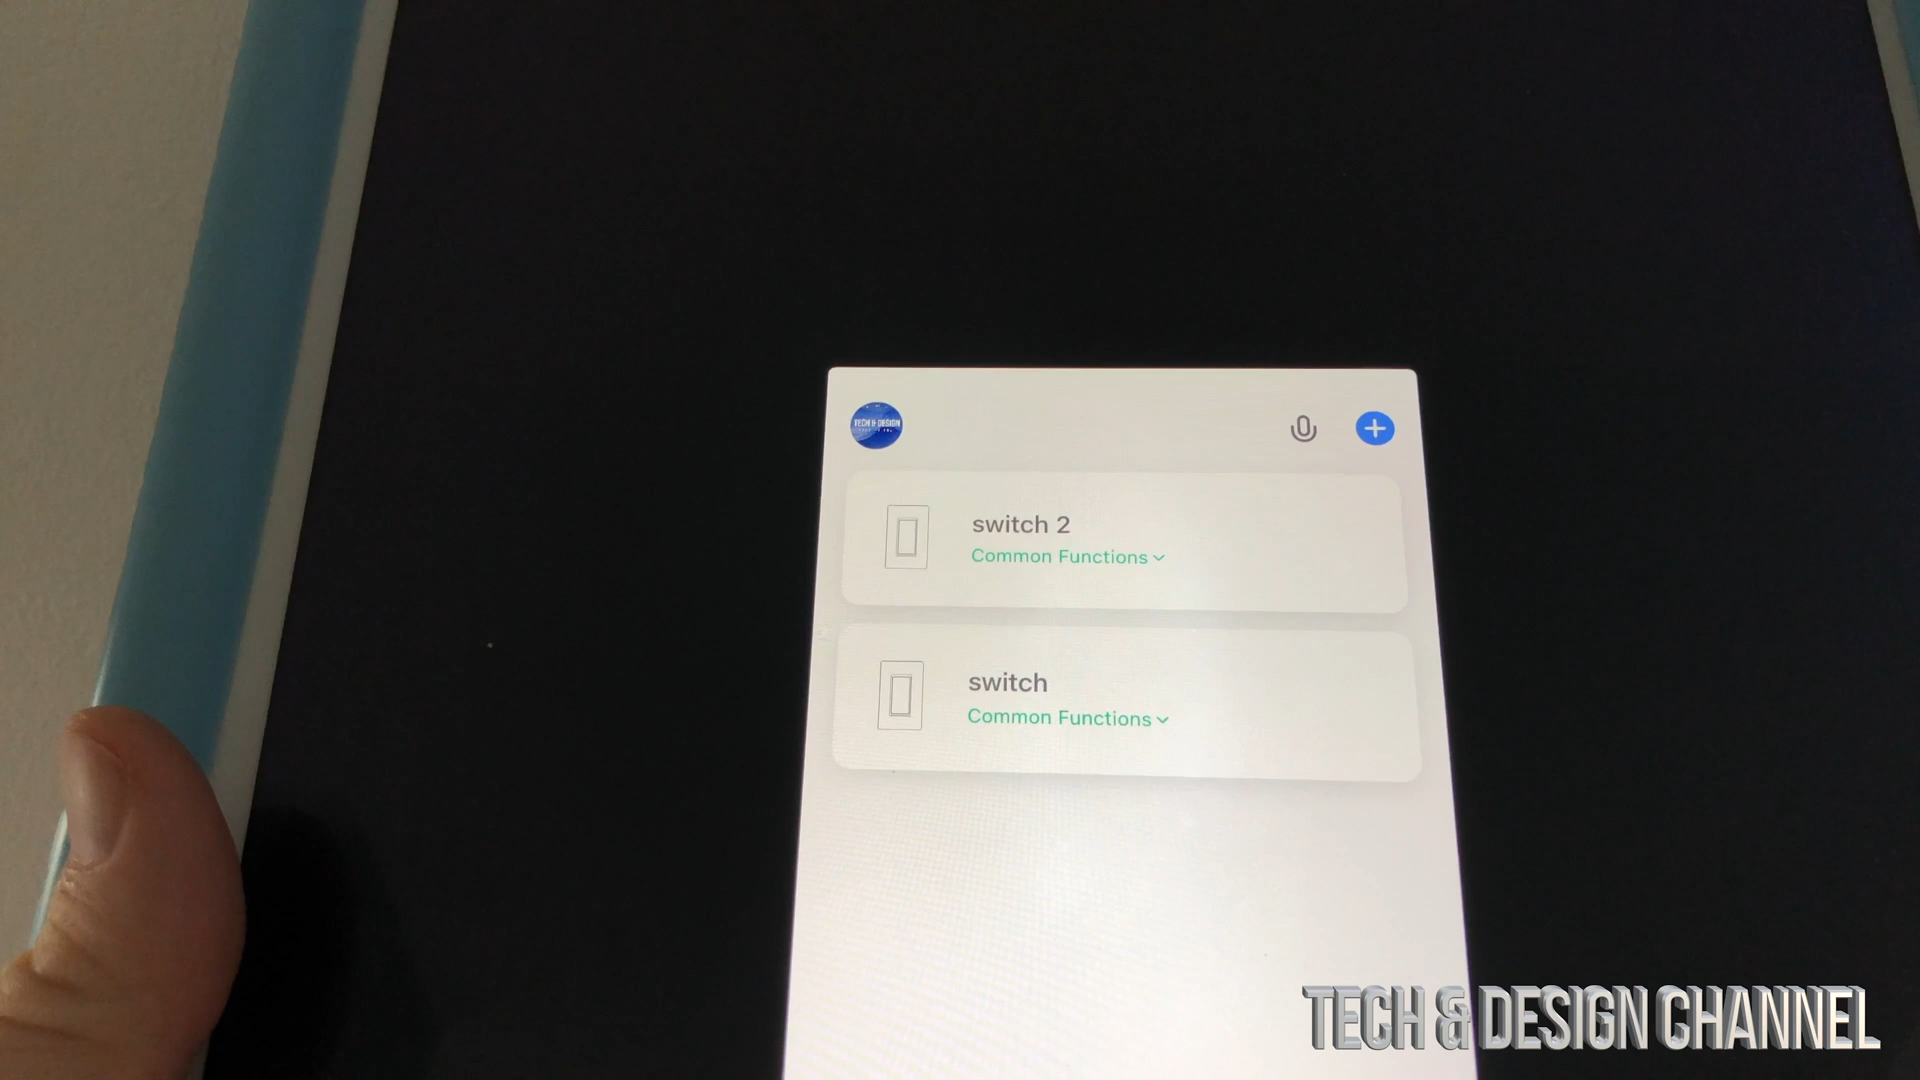 TECH & DESIGN
switch 2
Common Functions
switch
Common Functions
TECH & DESIGN CHANNEL